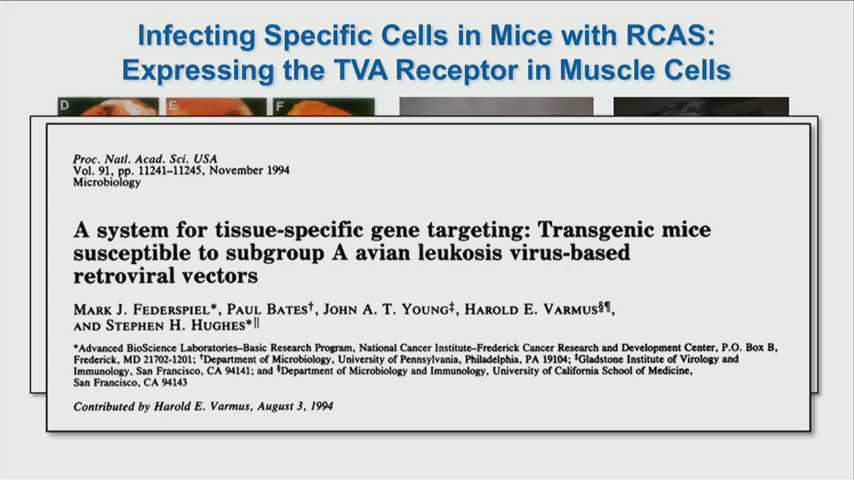 Infecting Specific Cells in Mice with RCAS:
Expressing the TVA Receptor in Muscle Cells
D E F
Proc. Natl. Acad. Sci. USA
Vol. 91, pp. 11241–11245, November 1994
Microbiology
A system for tissue-specific gene targeting: Transgenic mice
susceptible to subgroup A avian leukosis virus-based
retroviral vectors
MARK J. FEDERSPIEL*, PAUL BATES†, JOHN A. T. YOUNG‡, HAROLD E. VARMUS§¶,
AND STEPHEN H. HUGHES*||
*Advanced BioScience Laboratories–Basic Research Program, National Cancer Institute–Frederick Cancer Research and Development Center, P.O. Box B,
Frederick, MD 21702-1201; †Department of Microbiology, University of Pennsylvania, Philadelphia, PA 19104; ‡Gladstone Institute of Virology and
Immunology, San Francisco, CA 94141; and §Department of Microbiology and Immunology, University of California School of Medicine,
San Francisco, CA 94143
Contributed by Harold E. Varmus, August 3, 1994